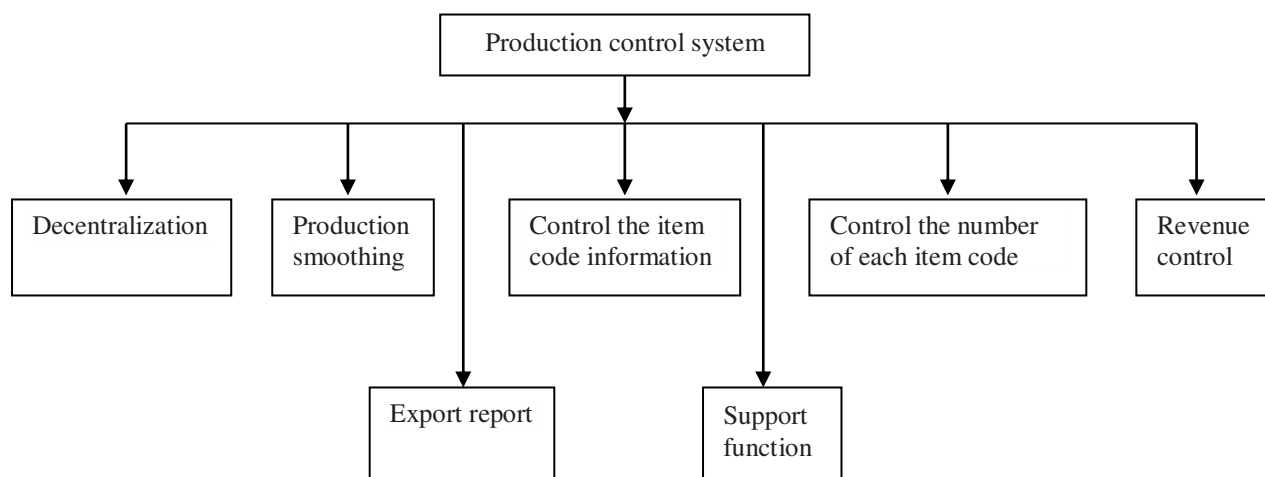 Production control system
Decentralization
Production
smoothing
Control the item
code information
Control the number
of each item code
Revenue
control
Export report
Support
function